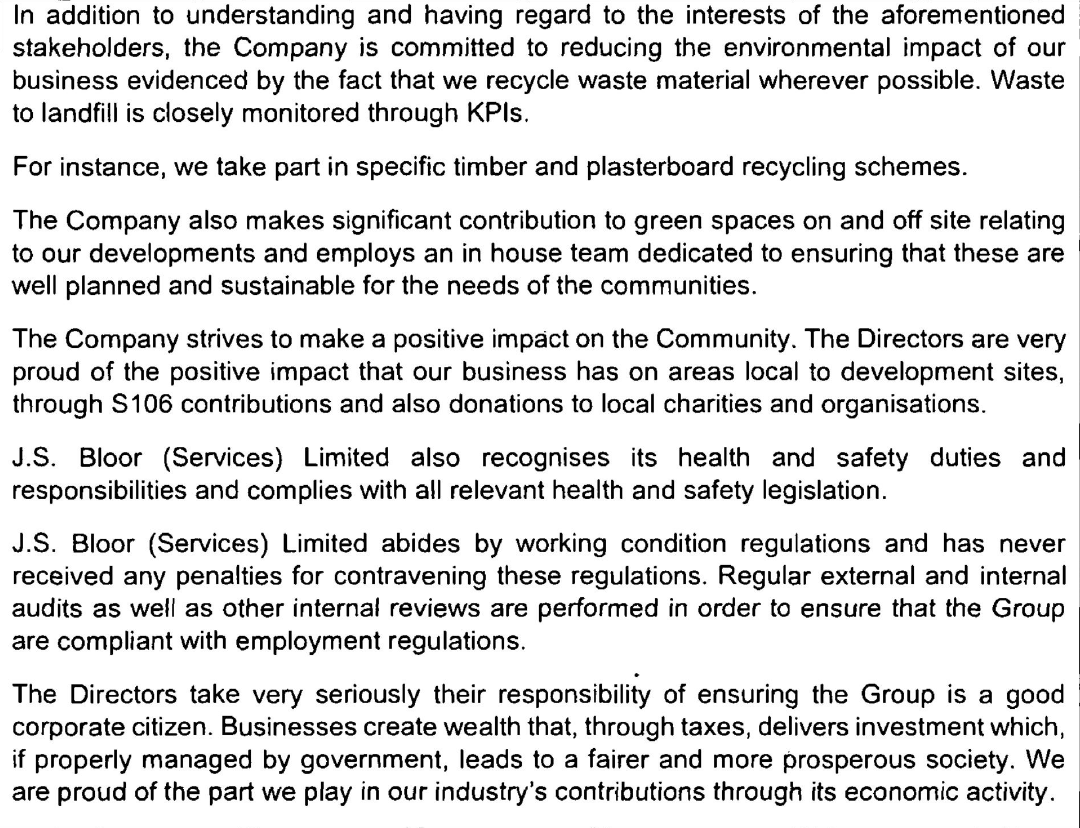 In addition to understanding and having regard to the interests of the aforementioned
stakeholders, the Company is committed to reducing the environmental impact of our
business evidenced by the fact that we recycle waste material wherever possible. Waste
to landfill is closely monitored through KPIs.
For instance, we take part in specific timber and plasterboard recycling schemes.
The Company also makes significant contribution to green spaces on and off site relating
to our developments and employs an in house team dedicated to ensuring that these are
well planned and sustainable for the needs of the communities.
The Company strives to make a positive impact on the Community. The Directors are very
proud of the positive impact that our business has on areas local to development sites,
through S106 contributions and also donations to local charities and organisations.
J.S. Bloor (Services) Limited also recognises its health and safety duties and
responsibilities and complies with all relevant health and safety legislation.
J.S. Bloor (Services) Limited abides by working condition regulations and has never
received any penalties for contravening these regulations. Regular external and internal
audits as well as other internal reviews are performed in order to ensure that the Group
are compliant with employment regulations.
The Directors take very seriously their responsibility of ensuring the Group is a good
corporate citizen. Businesses create wealth that, through taxes, delivers investment which,
if properly managed by government, leads to a fairer and more prosperous society. We
are proud of the part we play in our industry's contributions through its economic activity.